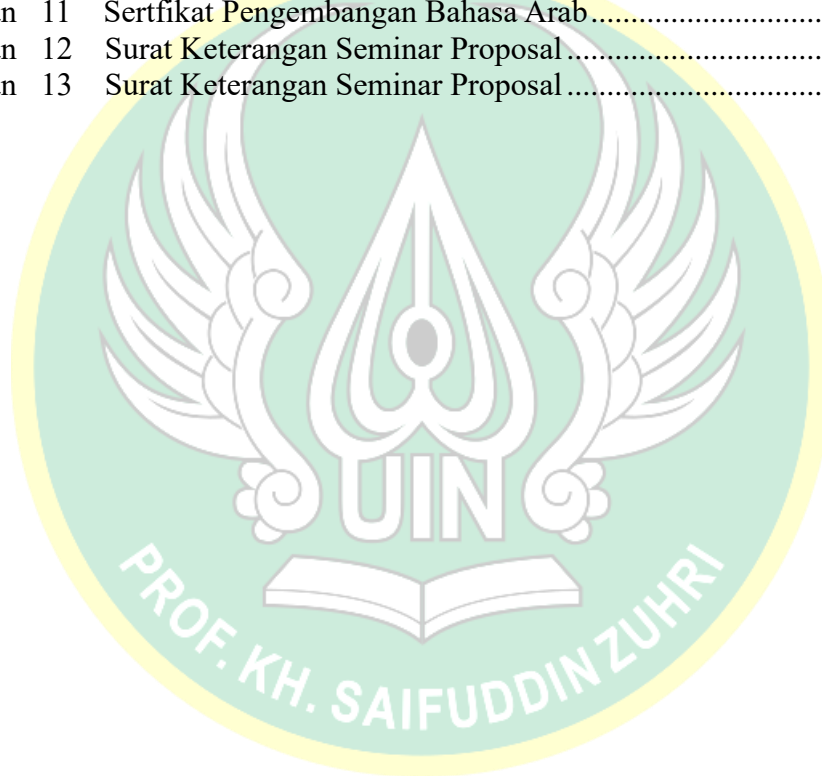 n 11 Sertfikat Pengembangan Bahasa Arab..............................
n 12 Surat Keterangan Seminar Proposal ................................
n 13 Surat Keterangan Seminar Proposal ................................
UIN
PROF. KH. SAIFUDDIN ZUHRI